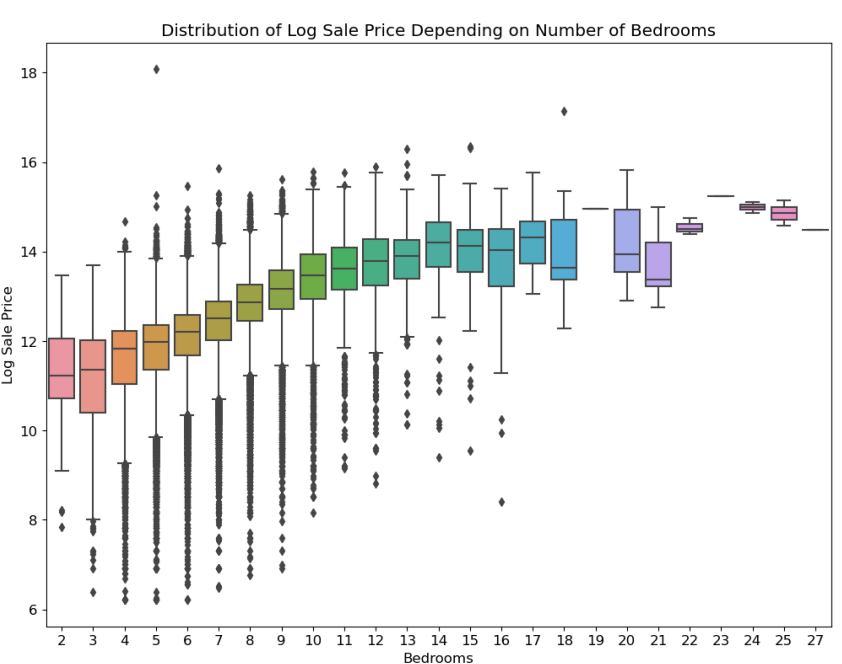 Distribution of Log Sale Price Depending on Number of Bedrooms
18
16
14
12
10
8
6
Log Sale Price
2 3 4 5 6 7 8 9 10 11 12 13 14 15 16 17 18 19 20 21 22 23 24 25 27
Bedrooms